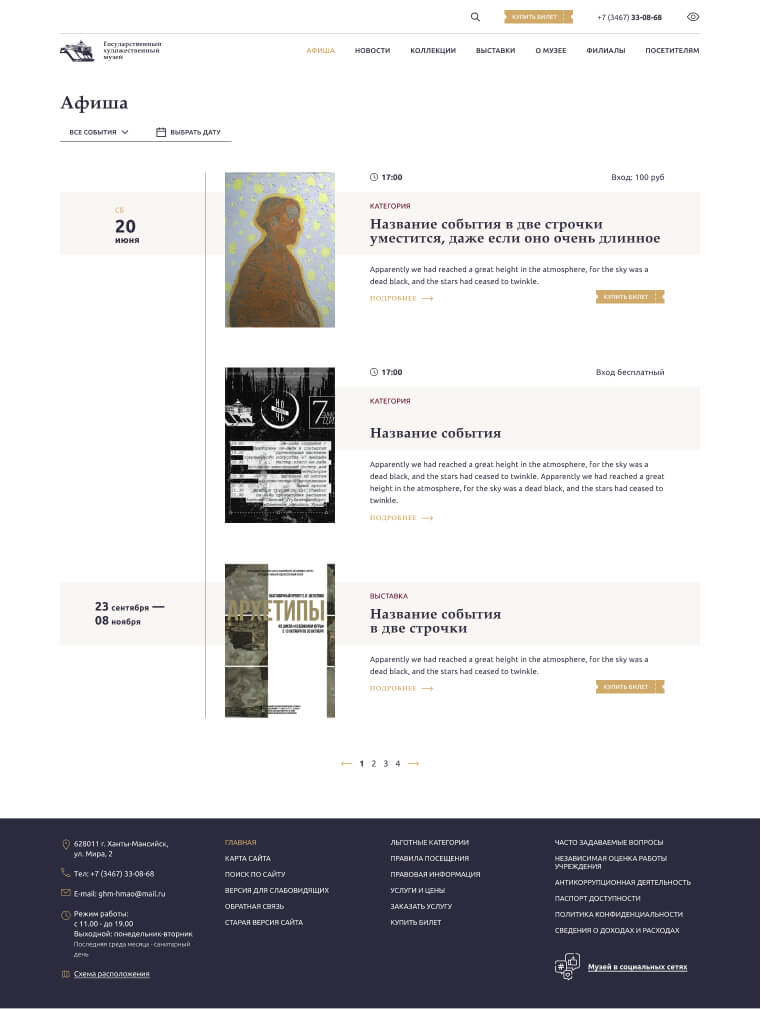 КУПИТЬ БИЛЕТ
+7 (3467) 33-08-68
Государственный
художественный
музей
АФИША
НОВОСТИ
КОЛЛЕКЦИИ
ВЫСТАВКИ
О МУЗЕЕ
ФИЛИАЛЫ
ПОСЕТИТЕЛЯМ
Афиша
ВСЕ СОБЫТИЯ
ВЫБРАТЬ ДАТУ
СБ
20
июня
17:00
Вход: 100 руб
КАТЕГОРИЯ
Название события в две строчки
уместится, даже если оно очень длинное
Apparently we had reached a great height in the atmosphere, for the sky was a
dead black, and the stars had ceased to twinkle.
ПОДРОБНЕЕ
КУПИТЬ БИЛЕТ
17:00
Вход бесплатный
КАТЕГОРИЯ
Название события
Apparently we had reached a great height in the atmosphere, for the sky was a
dead black, and the stars had ceased to twinkle. Apparently we had reached a great
height in the atmosphere, for the sky was a dead black, and the stars had ceased to
twinkle.
ПОДРОБНЕЕ
23 сентября —
08 ноября
АРХЕТИПЫ
ВЫСТАВКА
Название события
в две строчки
Apparently we had reached a great height in the atmosphere, for the sky was a
dead black, and the stars had ceased to twinkle.
ПОДРОБНЕЕ
КУПИТЬ БИЛЕТ
1 2 3 4
628011 г. Ханты-Мансийск,
ул. Мира, 2
Тел: +7 (3467) 33-08-68
E-mail: ghm-hmao@mail.ru
Режим работы:
с 11.00 - до 19.00
Выходной: понедельник-вторник
Последняя среда месяца - санитарный
день
Схема расположения
ГЛАВНАЯ
КАРТА САЙТА
ПОИСК ПО САЙТУ
ВЕРСИЯ ДЛЯ СЛАБОВИДЯЩИХ
ОБРАТНАЯ СВЯЗЬ
СТАРАЯ ВЕРСИЯ САЙТА
ЛЬГОТНЫЕ КАТЕГОРИИ
ПРАВИЛА ПОСЕЩЕНИЯ
ПРАВОВАЯ ИНФОРМАЦИЯ
УСЛУГИ И ЦЕНЫ
ЗАКАЗАТЬ УСЛУГУ
КУПИТЬ БИЛЕТ
ЧАСТО ЗАДАВАЕМЫЕ ВОПРОСЫ
НЕЗАВИСИМАЯ ОЦЕНКА РАБОТЫ
УЧРЕЖДЕНИЯ
АНТИКОРРУПЦИОННАЯ ДЕЯТЕЛЬНОСТЬ
ПАСПОРТ ДОСТУПНОСТИ
ПОЛИТИКА КОНФИДЕНЦИАЛЬНОСТИ
СВЕДЕНИЯ О ДОХОДАХ И РАСХОДАХ
Музей в социальных сетях